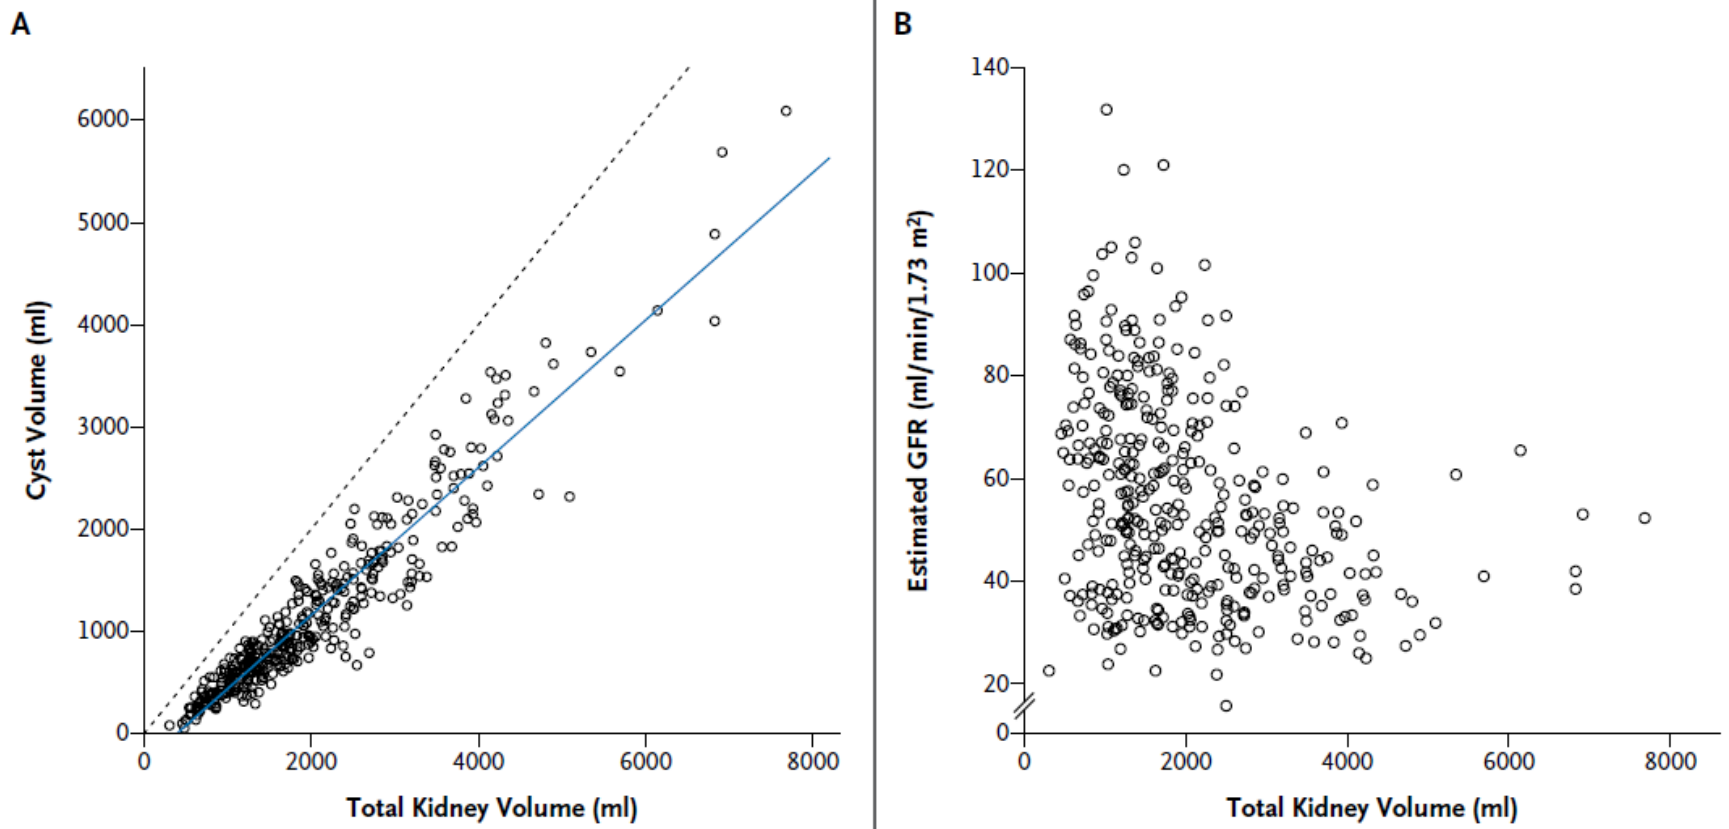 A
6000
5000
4000
3000
2000
1000
0
Cyst Volume (ml)
0 2000 4000 6000 8000
Total Kidney Volume (ml)
B
140
120
100
80
60
40
20
0
Estimated GFR (ml/min/1.73 m²)
0 2000 4000 6000 8000
Total Kidney Volume (ml)